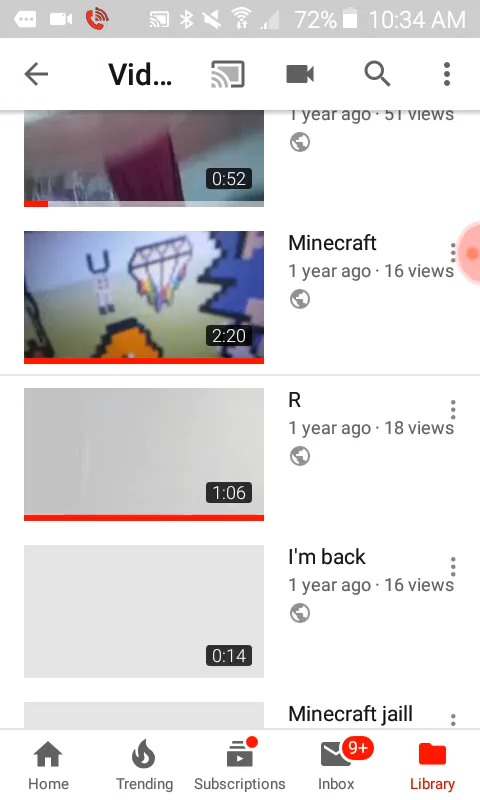 72% 10:34 AM
Vid...
1 year ago · 51 views
0:52
Minecraft
1 year ago · 16 views
2:20
R
1 year ago · 18 views
1:06
I'm back
1 year ago · 16 views
0:14
Minecraft jaill
9+
Home Trending Subscriptions Inbox Library